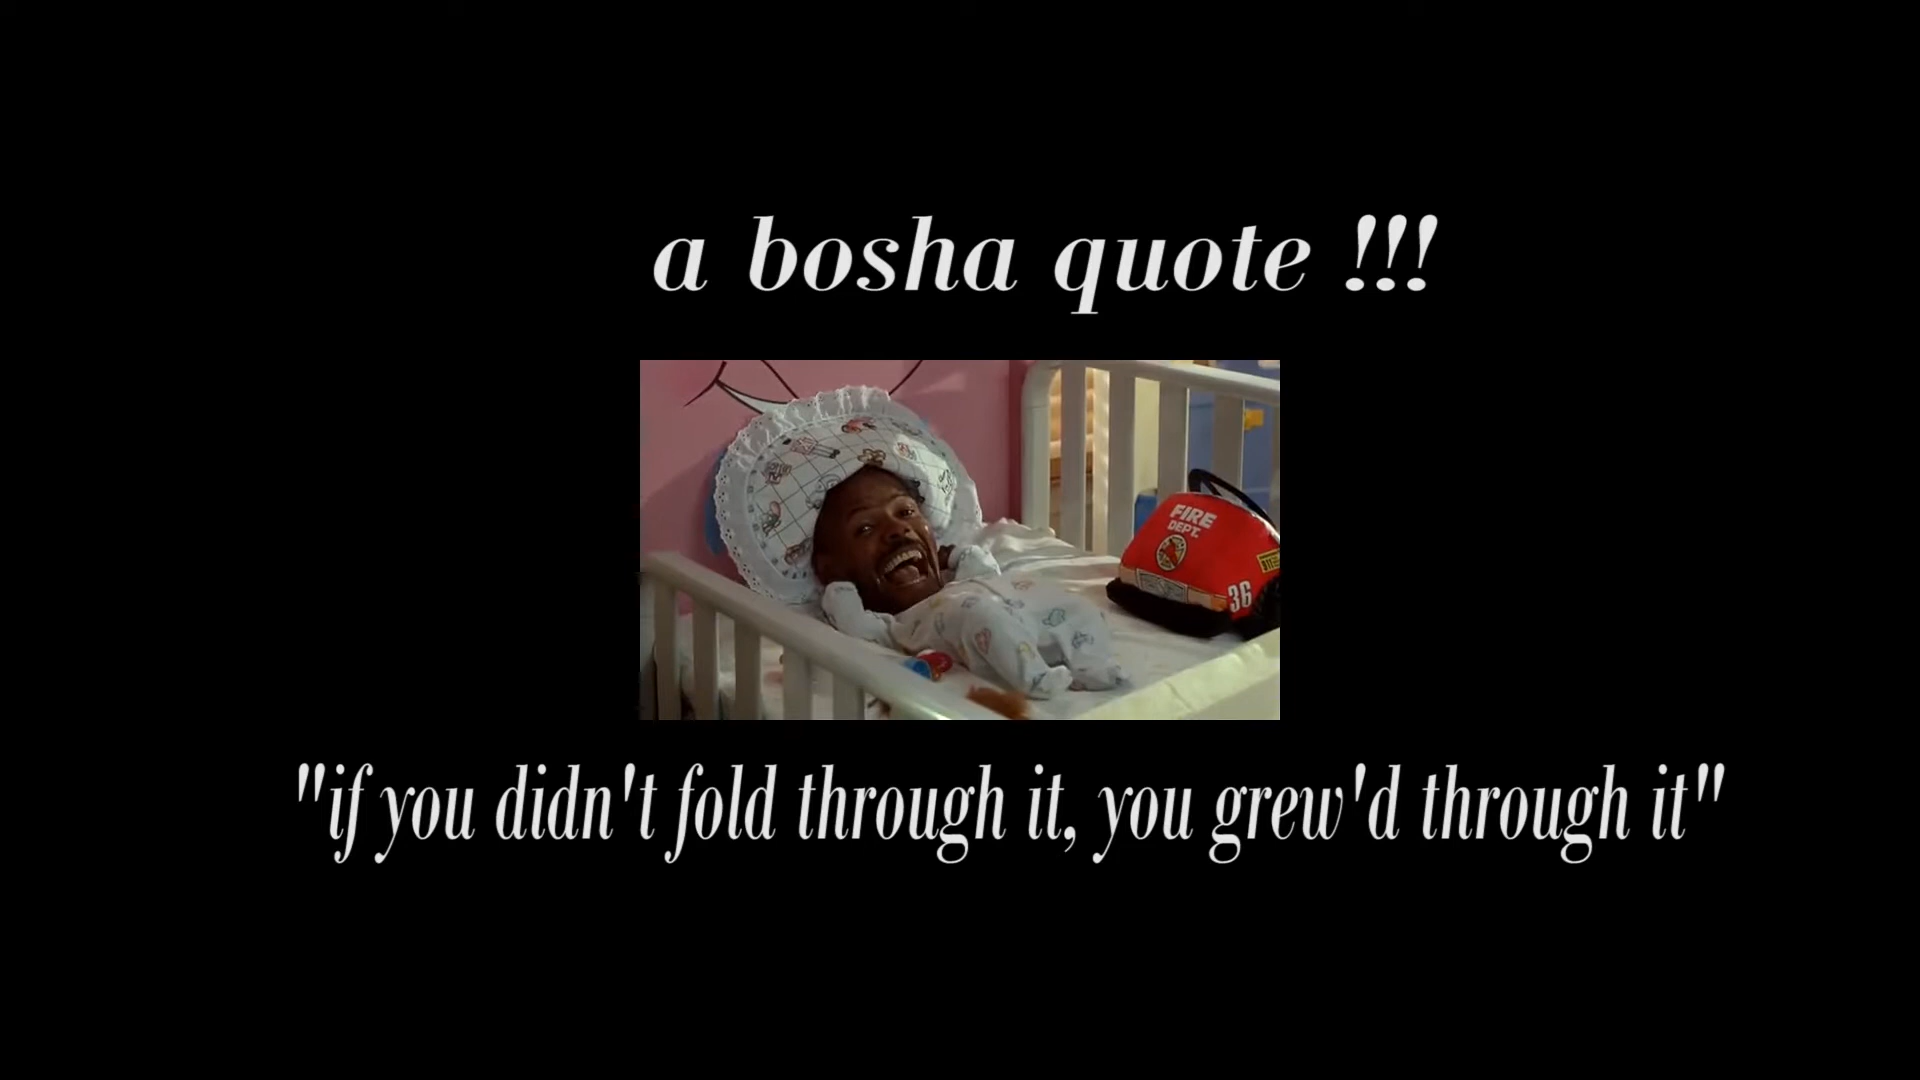 a bosha quote !!!
FIRE
DEPT.
36
"if you didn't fold through it, you grew'd through it"